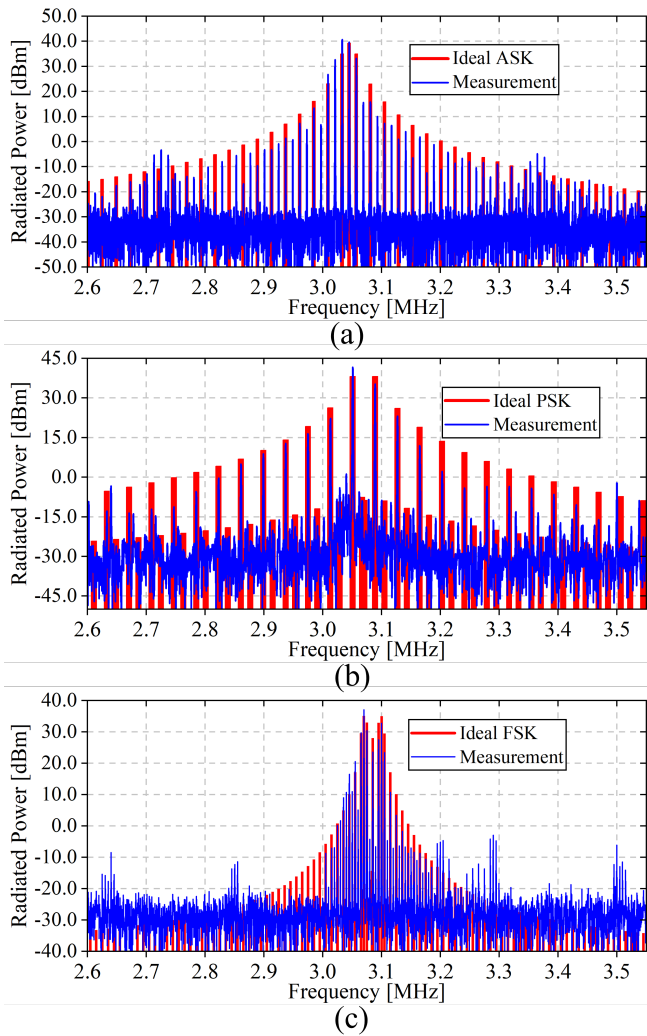 50.0
40.0
30.0
20.0
10.0
0.0
-10.0
-20.0
-30.0
-40.0
-50.0
Radiated Power [dBm]
Ideal ASK
Measurement
2.6 2.7 2.8 2.9 3.0 3.1 3.2 3.3 3.4 3.5
Frequency [MHz]
(a)
45.0
30.0
15.0
0.0
-15.0
-30.0
-45.0
Radiated Power [dBm]
Ideal PSK
Measurement
2.6 2.7 2.8 2.9 3.0 3.1 3.2 3.3 3.4 3.5
Frequency [MHz]
(b)
40.0
30.0
20.0
10.0
0.0
-10.0
-20.0
-30.0
-40.0
Radiated Power [dBm]
Ideal FSK
Measurement
2.6 2.7 2.8 2.9 3.0 3.1 3.2 3.3 3.4 3.5
Frequency [MHz]
(c)